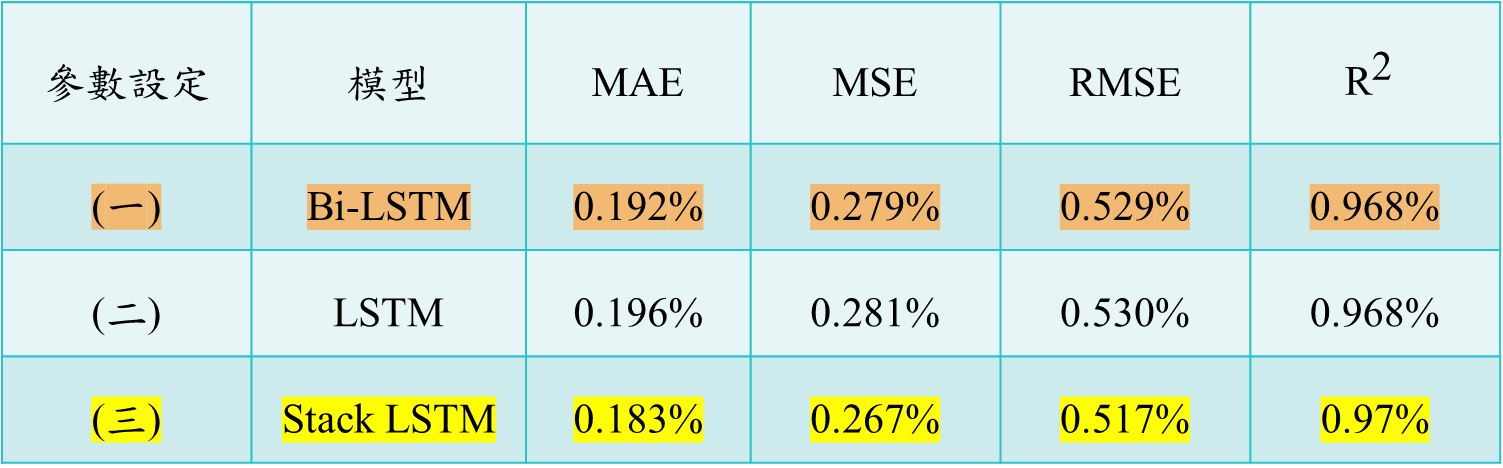 參數設定 模型 MAE MSE RMSE R²
(一) Bi-LSTM 0.192% 0.279% 0.529% 0.968%
(二) LSTM 0.196% 0.281% 0.530% 0.968%
(三) Stack LSTM 0.183% 0.267% 0.517% 0.97%